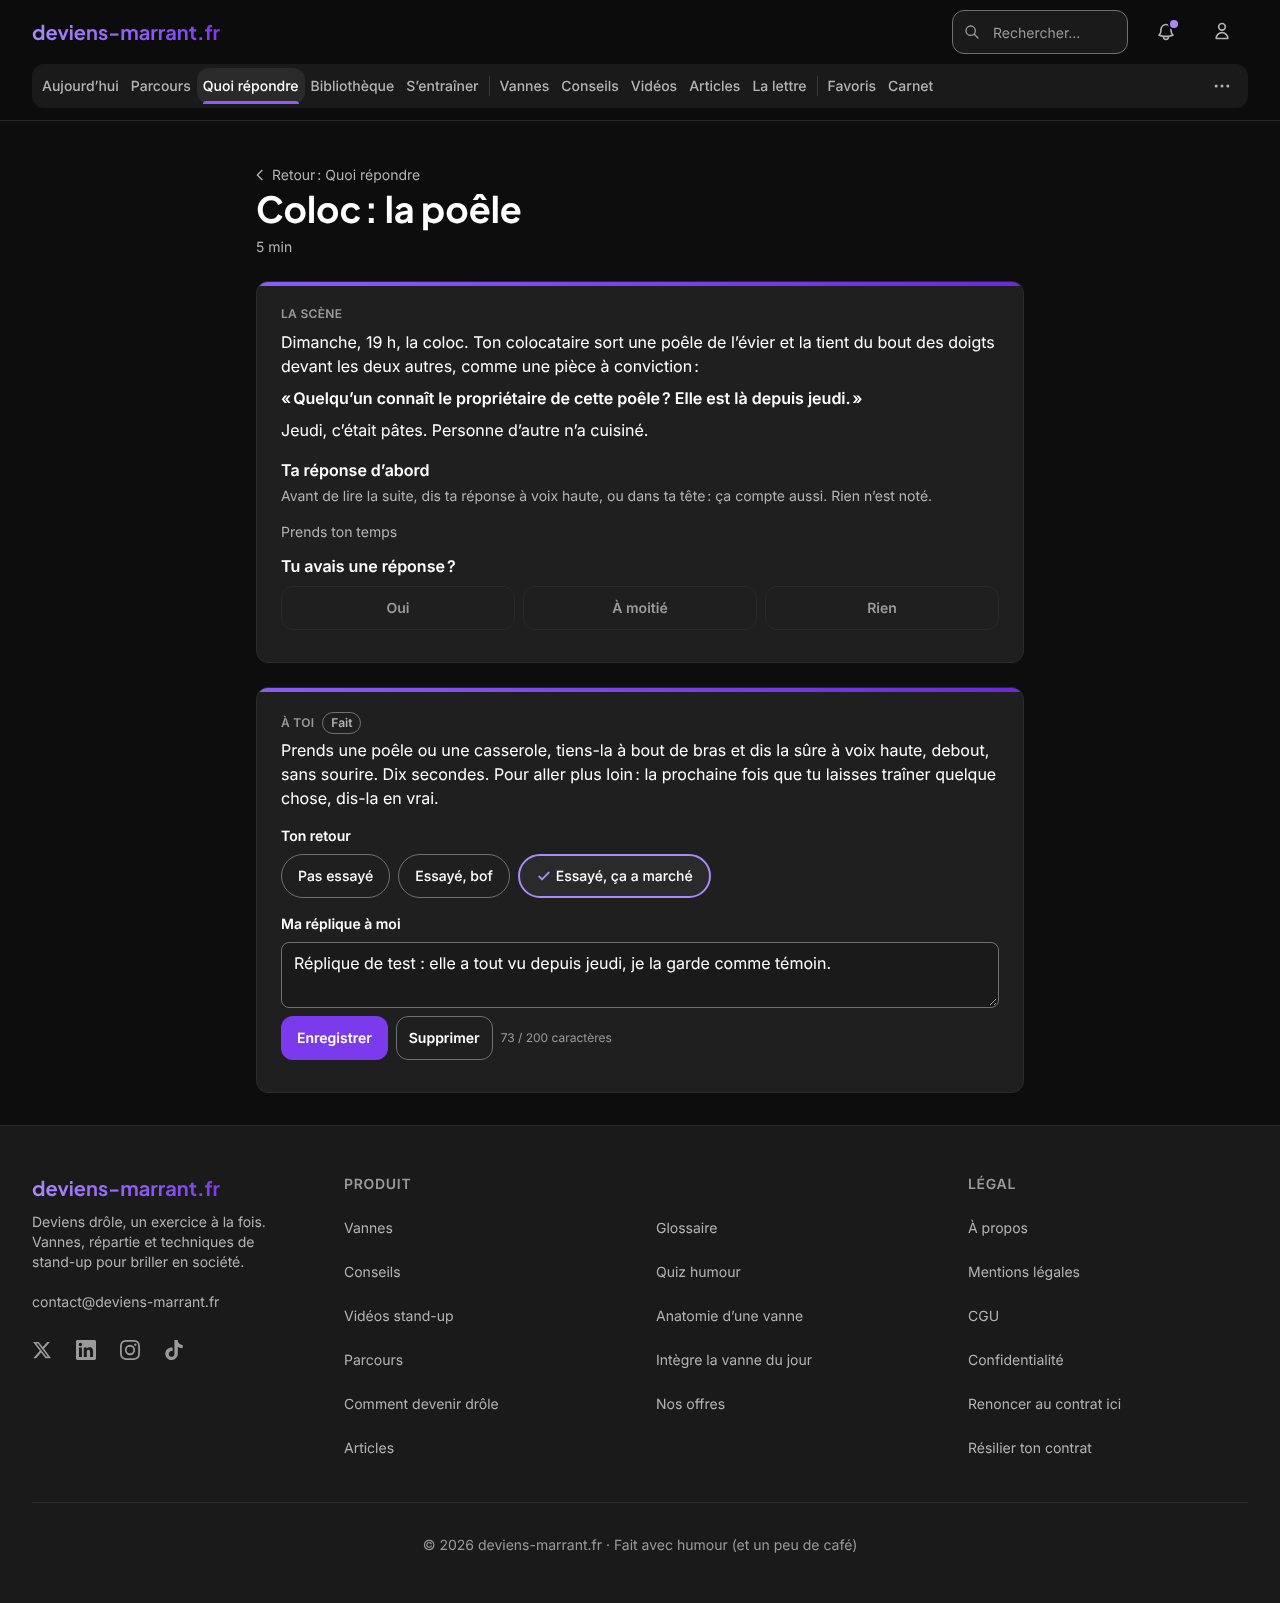 deviens-marrant.fr
Rechercher...
Aujourd’hui Parcours Quoi répondre Bibliothèque S’entraîner Vannes Conseils Vidéos Articles La lettre Favoris Carnet
Retour : Quoi répondre
Coloc : la poêle
5 min
LA SCÈNE
Dimanche, 19 h, la coloc. Ton colocataire sort une poêle de l’évier et la tient du bout des doigts
devant les deux autres, comme une pièce à conviction :
« Quelqu’un connaît le propriétaire de cette poêle ? Elle est là depuis jeudi. »
Jeudi, c’était pâtes. Personne d’autre n’a cuisiné.
Ta réponse d’abord
Avant de lire la suite, dis ta réponse à voix haute, ou dans ta tête : ça compte aussi. Rien n’est noté.
Prends ton temps
Tu avais une réponse ?
Oui À moitié Rien
À TOI Fait
Prends une poêle ou une casserole, tiens-la à bout de bras et dis la sûre à voix haute, debout,
sans sourire. Dix secondes. Pour aller plus loin : la prochaine fois que tu laisses traîner quelque
chose, dis-la en vrai.
Ton retour
Pas essayé Essayé, bof Essayé, ça a marché
Ma réplique à moi
Réplique de test : elle a tout vu depuis jeudi, je la garde comme témoin.
Enregistrer Supprimer 73 / 200 caractères
deviens-marrant.fr
Deviens drôle, un exercice à la fois.
Vannes, répartie et techniques de
stand-up pour briller en société.
contact@deviens-marrant.fr
PRODUIT
Vannes
Conseils
Vidéos stand-up
Parcours
Comment devenir drôle
Articles
Glossaire
Quiz humour
Anatomie d’une vanne
Intègre la vanne du jour
Nos offres
LÉGAL
À propos
Mentions légales
CGU
Confidentialité
Renoncer au contrat ici
Résilier ton contrat
© 2026 deviens-marrant.fr · Fait avec humour (et un peu de café)